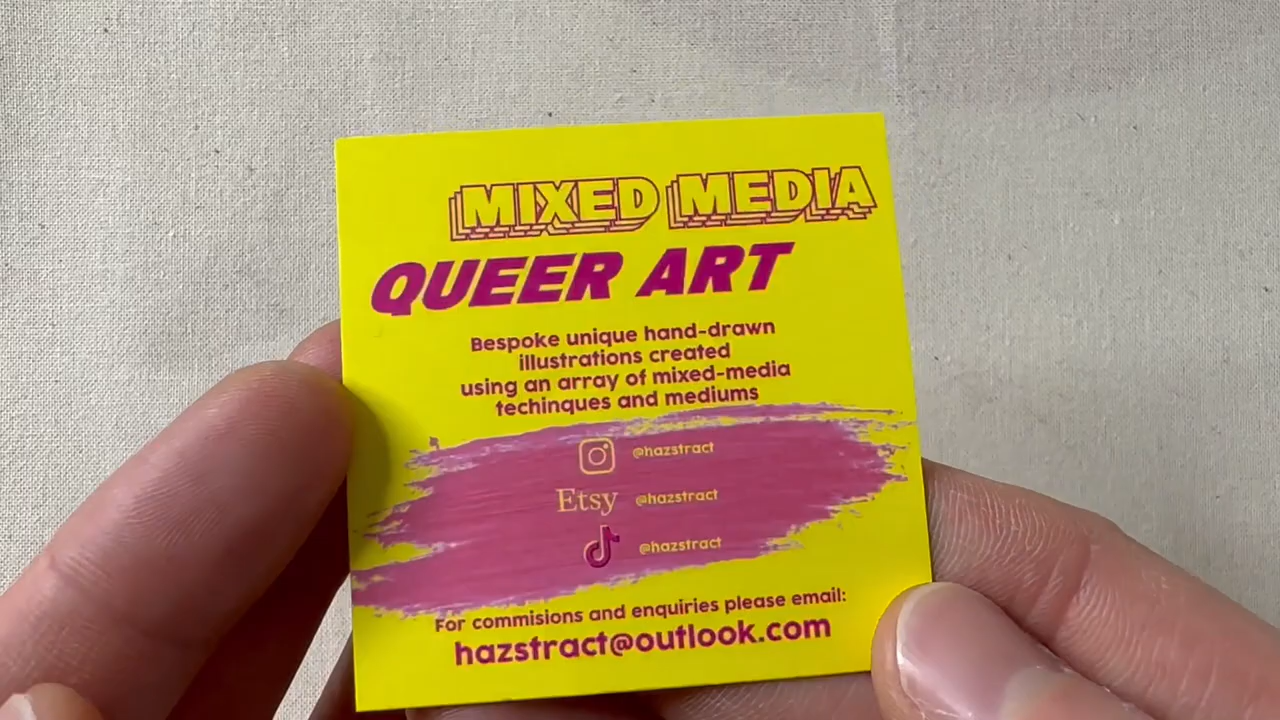 MIXED MEDIA
QUEER ART
Bespoke unique hand-drawn
illustrations created
using an array of mixed-media
techinques and mediums
@hazstract
Etsy @hazstract
@hazstract
For commisions and enquiries please email:
hazstract@outlook.com